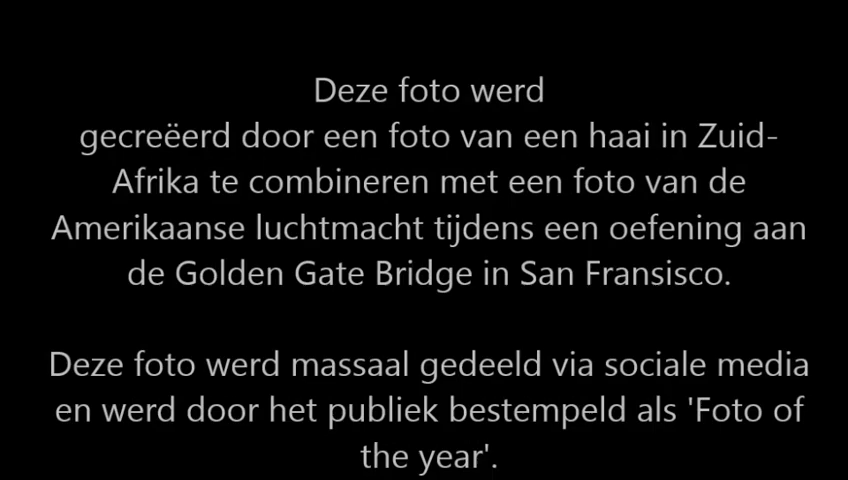 Deze foto werd
gecreëerd door een foto van een haai in Zuid-
Afrika te combineren met een foto van de
Amerikaanse luchtmacht tijdens een oefening aan
de Golden Gate Bridge in San Fransisco.
Deze foto werd massaal gedeeld via sociale media
en werd door het publiek bestempeld als 'Foto of
the year'.